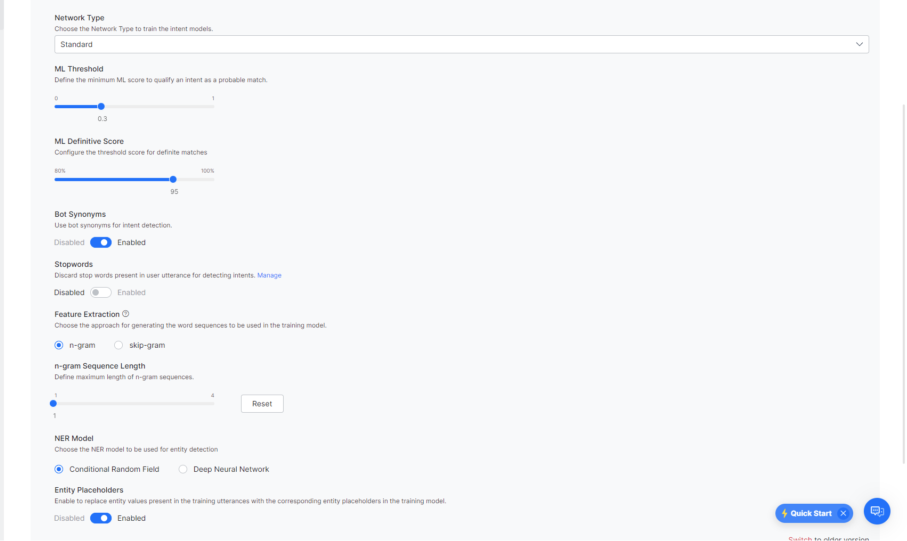 Network Type
Choose the Network Type to train the intent models.
Standard
ML Threshold
Define the minimum ML score to qualify an intent as a probable match.
0 1
0.3
ML Definitive Score
Configure the threshold score for definite matches
80% 100%
95
Bot Synonyms
Use bot synonyms for intent detection.
Disabled Enabled
Stopwords
Discard stop words present in user utterance for detecting intents. Manage
Disabled Enabled
Feature Extraction
Choose the approach for generating the word sequences to be used in the training model.
n-gram skip-gram
n-gram Sequence Length
Define maximum length of n-gram sequences.
1 4
Reset
1
NER Model
Choose the NER model to be used for entity detection
Conditional Random Field Deep Neural Network
Entity Placeholders
Enable to replace entity values present in the training utterances with the corresponding entity placeholders in the training model.
Disabled Enabled
Quick Start
Switch to older version